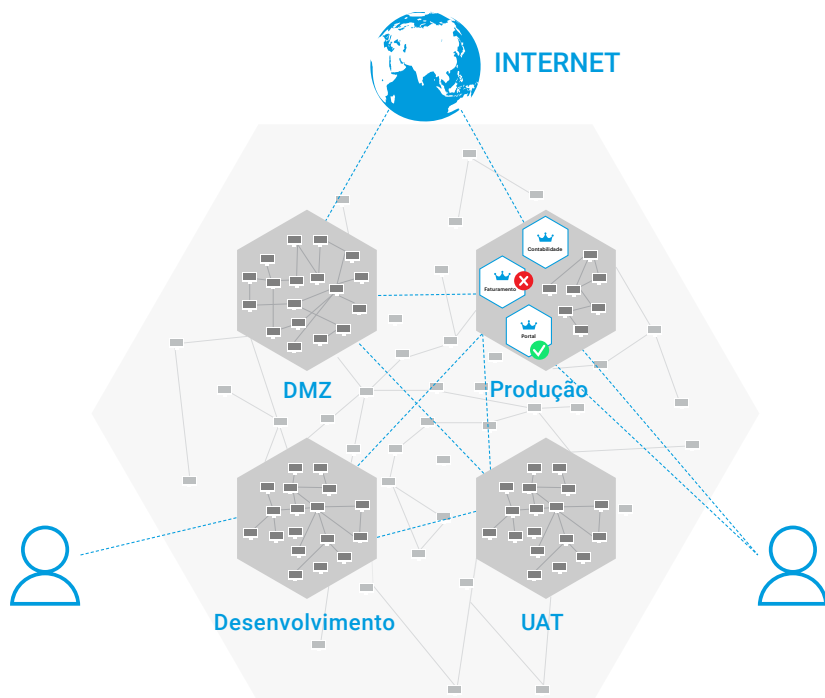 INTERNET
Contabilidade
Faturamento
Portal
DMZ
Produção
Desenvolvimento
UAT